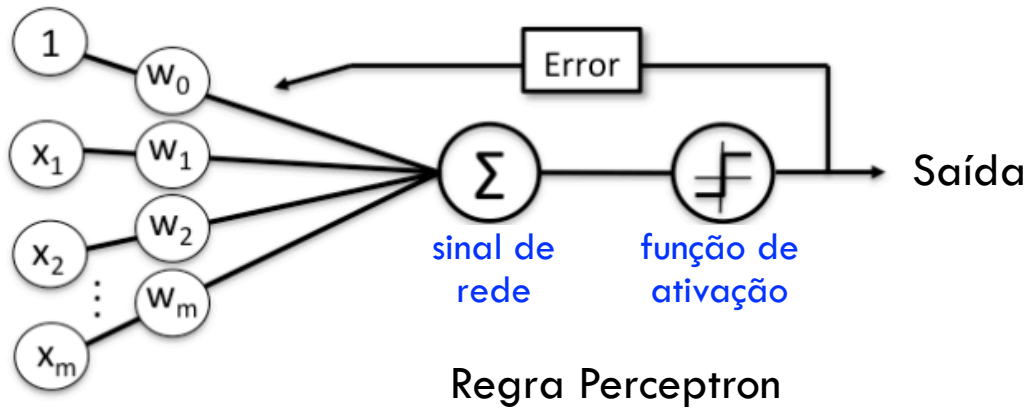 1
w0
Error
x1
w1
Σ
Saída
x2
w2
sinal de
rede
função de
ativação
⋮
wm
xm
Regra Perceptron